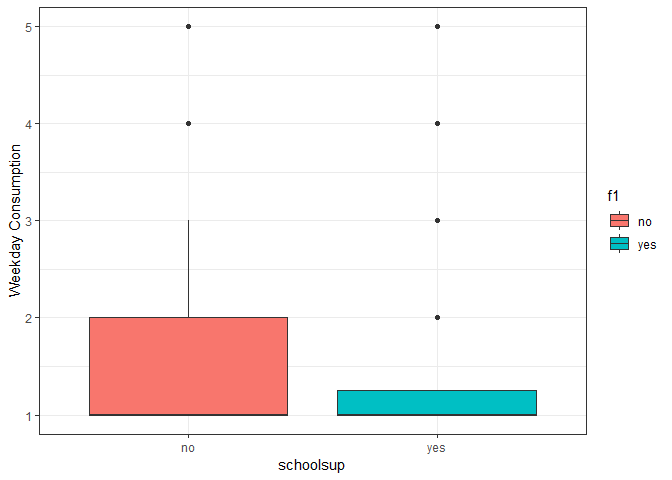 5
4
3
2
1
Weekday Consumption
no
yes
schoolsup
f1
no
yes